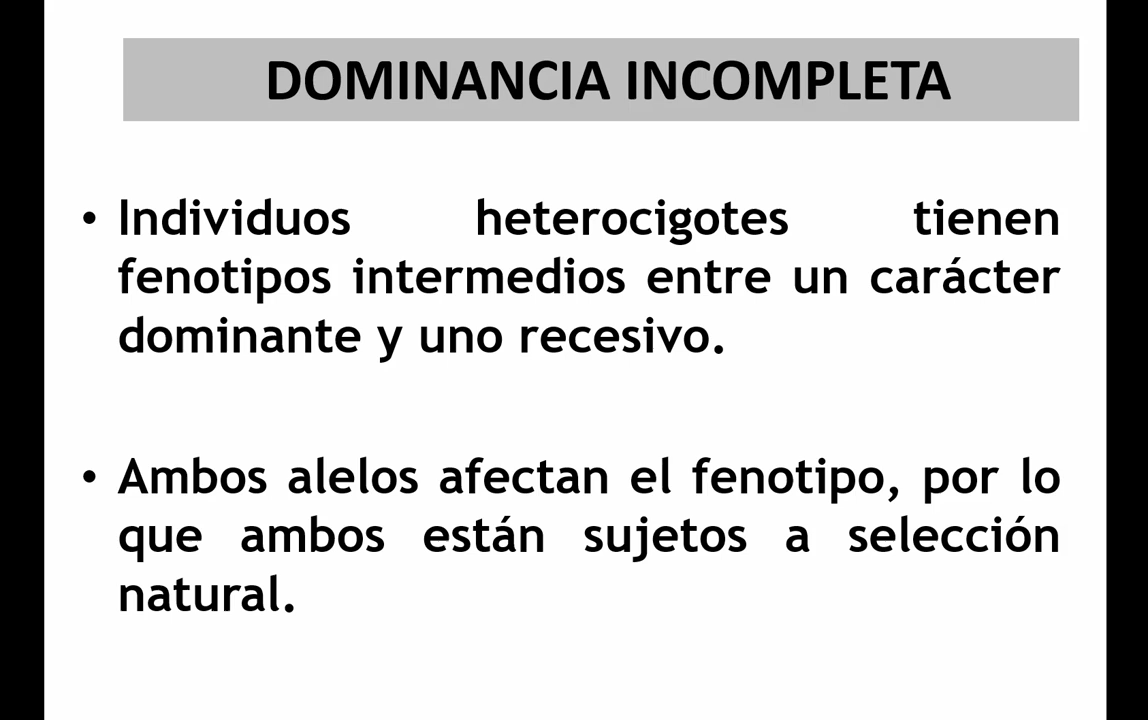 DOMINANCIA INCOMPLETA
• Individuos heterocigotes tienen
fenotipos intermedios entre un carácter
dominante y uno recesivo.
• Ambos alelos afectan el fenotipo, por lo
que ambos están sujetos a selección
natural.